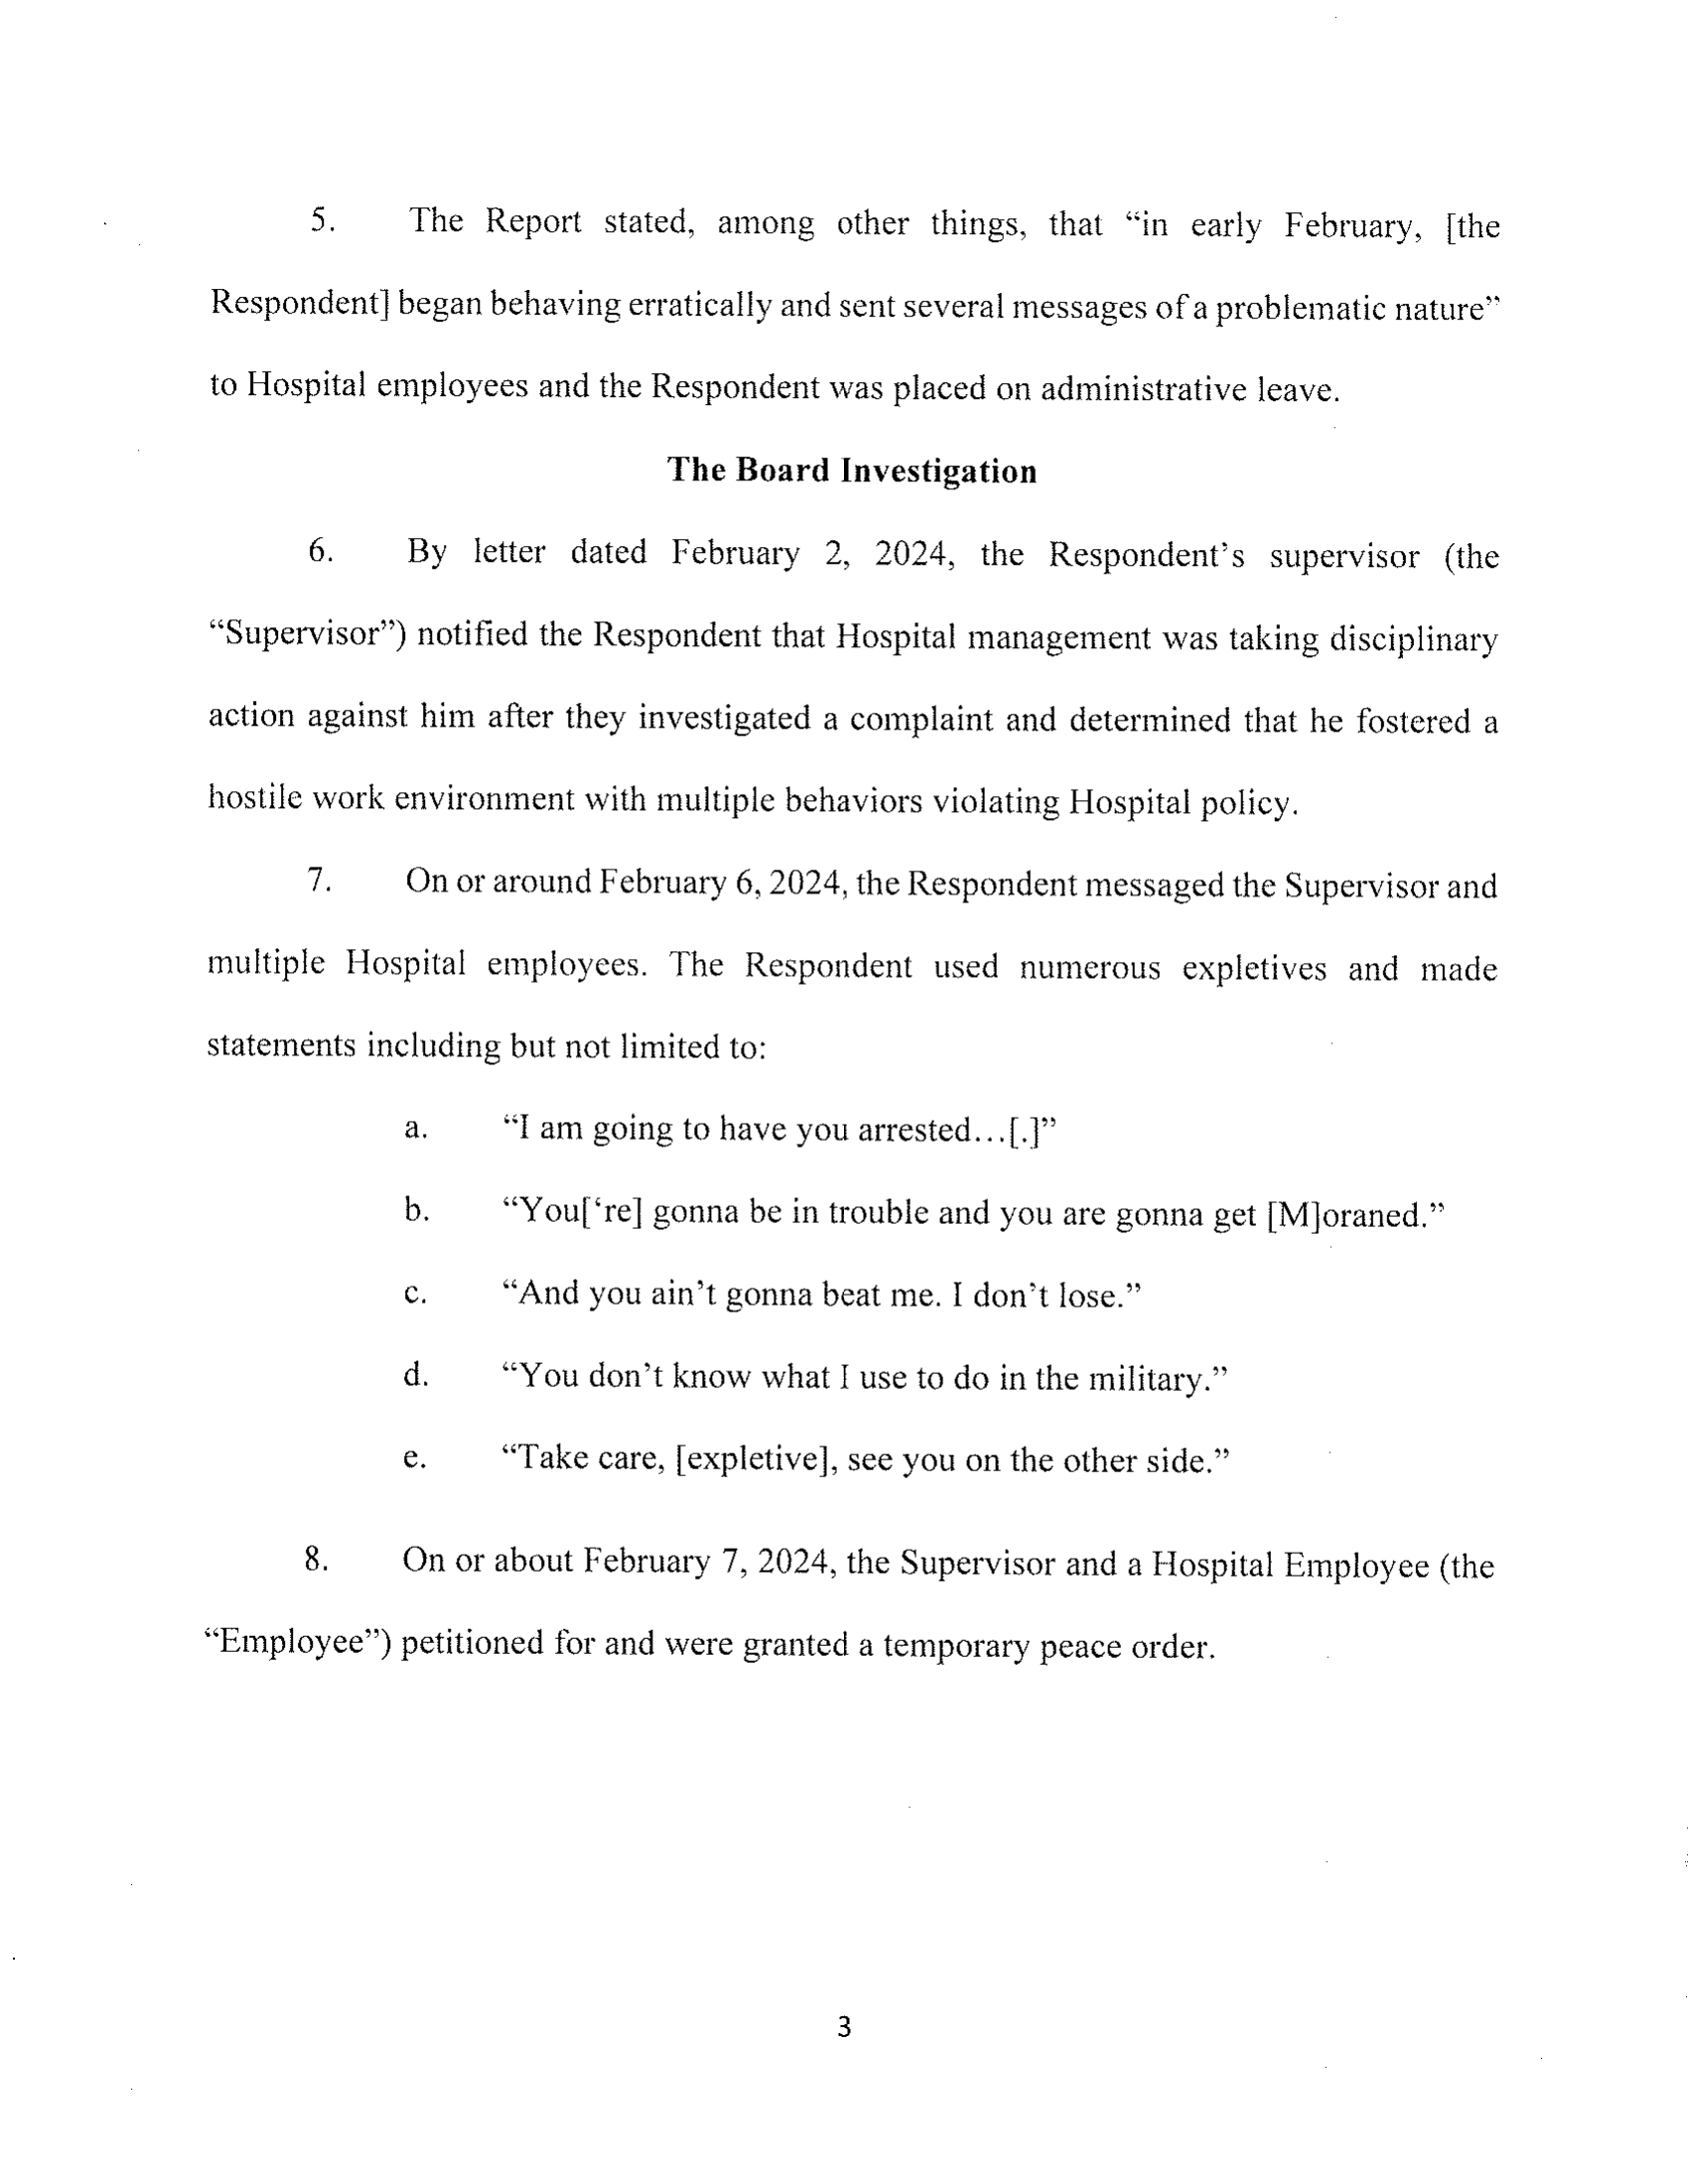 5. The Report stated, among other things, that “in early February, [the
Respondent] began behaving erratically and sent several messages of a problematic nature”
to Hospital employees and the Respondent was placed on administrative leave.
The Board Investigation
6. By letter dated February 2, 2024, the Respondent’s supervisor (the
“Supervisor”) notified the Respondent that Hospital management was taking disciplinary
action against him after they investigated a complaint and determined that he fostered a
hostile work environment with multiple behaviors violating Hospital policy.
7. On or around February 6, 2024, the Respondent messaged the Supervisor and
multiple Hospital employees. The Respondent used numerous expletives and made
statements including but not limited to:
a. “I am going to have you arrested…[.]”
b. “You[‘re] gonna be in trouble and you are gonna get [M]oraned.”
c. “And you ain’t gonna beat me. I don’t lose.”
d. “You don’t know what I use to do in the military.”
e. “Take care, [expletive], see you on the other side.”
8. On or about February 7, 2024, the Supervisor and a Hospital Employee (the
“Employee”) petitioned for and were granted a temporary peace order.
3